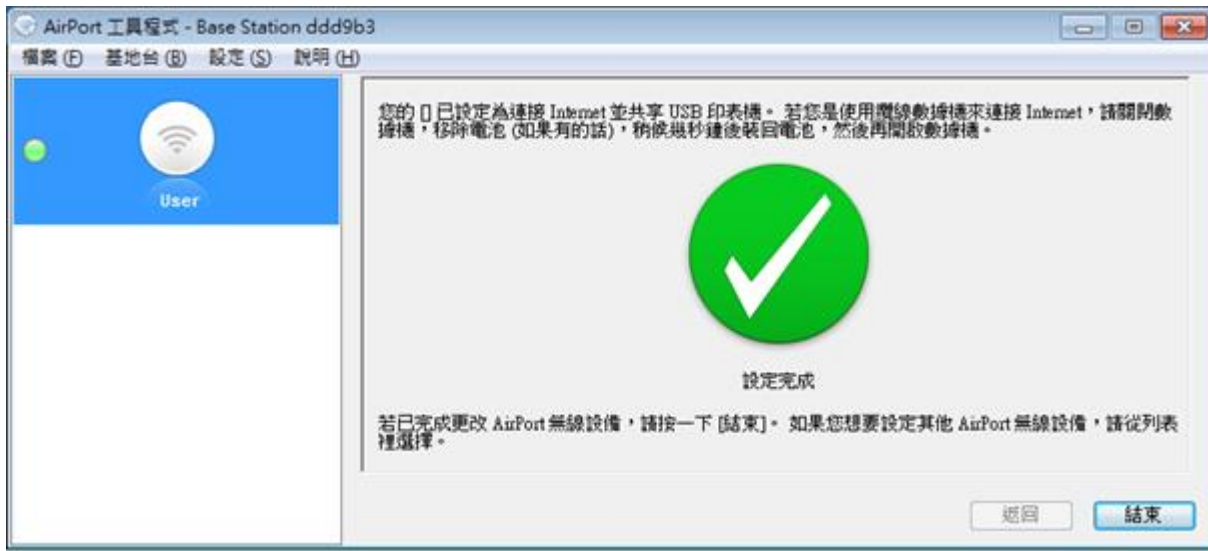 AirPort 工具程式 - Base Station ddd9b3
檔案 (F) 基地台 (B) 設定 (S) 說明 (H)
User
您的 [] 已設定為連接 Internet 並共享 USB 印表機。 若您是使用纜線數據機來連接 Internet，請關閉數
據機，移除電池 (如果有的話)，稍候幾秒鐘後裝回電池，然後再開啟數據機。
設定完成
若已完成更改 AirPort 無線設備，請按一下 [結束]。 如果您想要設定其他 AirPort 無線設備，請從列表
裡選擇。
返回 結束